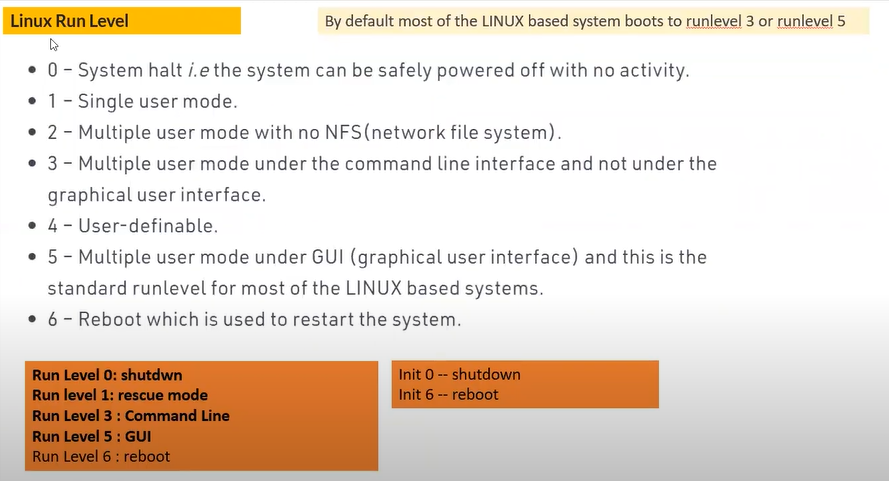 Linux Run Level
By default most of the LINUX based system boots to runlevel 3 or runlevel 5
• 0 – System halt i.e the system can be safely powered off with no activity.
• 1 – Single user mode.
• 2 – Multiple user mode with no NFS(network file system).
• 3 – Multiple user mode under the command line interface and not under the
graphical user interface.
• 4 – User-definable.
• 5 – Multiple user mode under GUI (graphical user interface) and this is the
standard runlevel for most of the LINUX based systems.
• 6 – Reboot which is used to restart the system.
Run Level 0: shutdwn
Run level 1: rescue mode
Run Level 3 : Command Line
Run Level 5 : GUI
Run Level 6 : reboot
Init 0 -- shutdown
Init 6 -- reboot